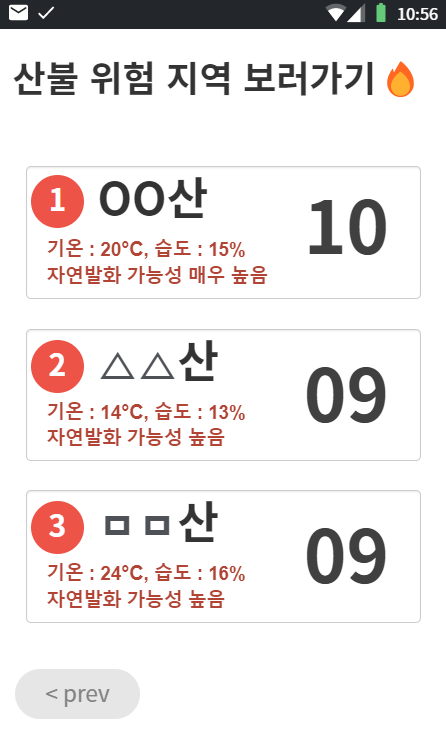 10:56
산불 위험 지역 보러가기
1 OO산
10
기온 : 20°C, 습도 : 15%
자연발화 가능성 매우 높음
2 △△산
09
기온 : 14°C, 습도 : 13%
자연발화 가능성 높음
3 ㅁㅁ산
09
기온 : 24°C, 습도 : 16%
자연발화 가능성 높음
< prev